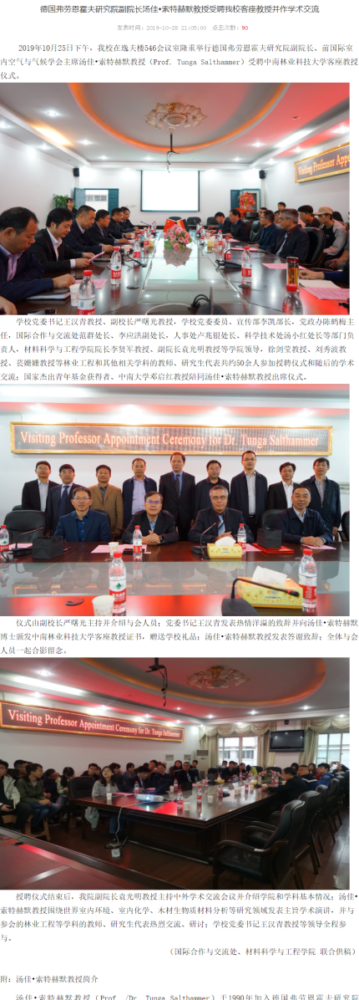 德国弗劳恩霍夫研究院副院长汤佳•索特赫默教授受聘我校客座教授并作学术交流
发表时间：2019-10-28 21:05:00 点击次数：90
2019年10月25日下午，我校在逸夫楼546会议室隆重举行德国弗劳恩霍夫研究院副院长、前国际室
内空气与气候学会主席汤佳•索特赫默教授（Prof. Tunga Salthammer）受聘中南林业科技大学客座教授
仪式。
Visiting Professor Appo
学校党委书记王汉青教授、副校长严曙光教授，学校党委委员、宣传部李凯部长，党政办陈鹤梅主
任，国际合作与交流处范群处长、李应洪副处长，人事处卢兆银处长、科学技术处汤小红处长等部门负
责人，材料科学与工程学院院长李贤军教授、副院长袁光明教授等学院领导，徐剑莹教授、刘秀波教
授、苌姗姗教授等林业工程和其他相关学科的教师、研究生代表共约50余人参加授聘仪式和随后的学术
交流；国家杰出青年基金获得者、中南大学邓启红教授陪同汤佳•索特赫默教授出席仪式。
Visiting Professor Appointment Ceremony for Dr. Tunga Salthammer
仪式由副校长严曙光主持并介绍与会人员；党委书记王汉青发表热情洋溢的致辞并向汤佳•索特赫默
博士颁发中南林业科技大学客座教授证书，赠送学校礼品；汤佳•索特赫默教授发表答谢致辞；全体与会
人员一起合影留念。
Visiting Professor Appointment Ceremony for Dr. Tunga Salthammer
授聘仪式结束后，我院副院长袁光明教授主持中外学术交流会议并介绍学院和学科基本情况；汤佳•
索特赫默教授围绕世界室内环境、室内化学、木材生物质材料分析等研究领域发表主旨学术演讲，并与
参会的林业工程等学科的教师、研究生代表热烈交流、研讨；学校党委书记王汉青教授等领导全程参
与。
（国际合作与交流处、材料科学与工程学院 联合供稿）
附：汤佳•索特赫默教授简介
汤佳•索特赫默教授（Prof. /Dr. Tunga Salthammer）于1990年加入德国弗劳恩霍夫研究院